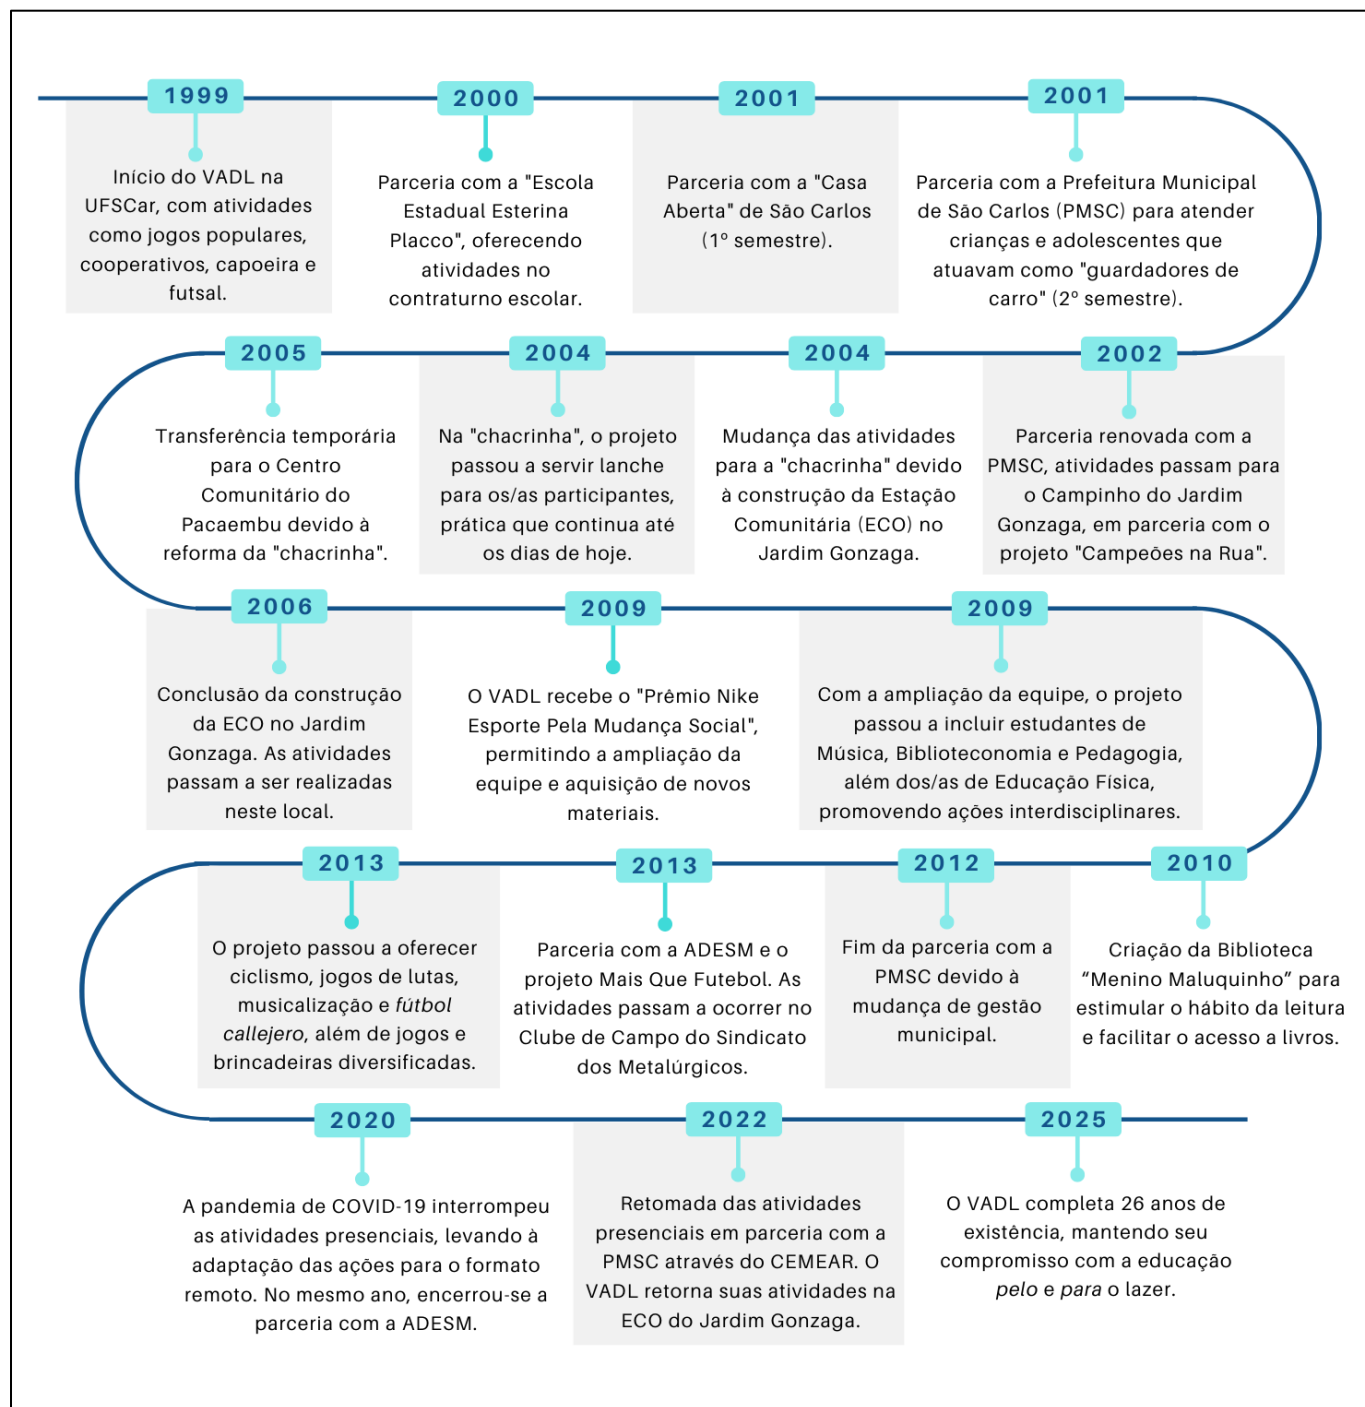 1999
Início do VADL na
UFSCar, com atividades
como jogos populares,
cooperativos, capoeira e
futsal.
2000
Parceria com a "Escola
Estadual Esterina
Placco", oferecendo
atividades no
contraturno escolar.
2001
Parceria com a "Casa
Aberta" de São Carlos
(1º semestre).
2001
Parceria com a Prefeitura Municipal
de São Carlos (PMSC) para atender
crianças e adolescentes que
atuavam como "guardadores de
carro" (2º semestre).
2002
Parceria renovada com a
PMSC, atividades passam para
o Campinho do Jardim
Gonzaga, em parceria com o
projeto "Campeões na Rua".
2004
Mudança das atividades
para a "chacrinha" devido
à construção da Estação
Comunitária (ECO) no
Jardim Gonzaga.
2004
Na "chacrinha", o projeto
passou a servir lanche
para os/as participantes,
prática que continua até
os dias de hoje.
2005
Transferência temporária
para o Centro
Comunitário do
Pacaembu devido à
reforma da "chacrinha".
2006
Conclusão da construção
da ECO no Jardim
Gonzaga. As atividades
passam a ser realizadas
neste local.
2009
O VADL recebe o "Prêmio Nike
Esporte Pela Mudança Social",
permitindo a ampliação da
equipe e aquisição de novos
materiais.
2009
Com a ampliação da equipe, o projeto
passou a incluir estudantes de
Música, Biblioteconomia e Pedagogia,
além dos/as de Educação Física,
promovendo ações interdisciplinares.
2010
Criação da Biblioteca
“Menino Maluquinho” para
estimular o hábito da leitura
e facilitar o acesso a livros.
2012
Fim da parceria com a
PMSC devido à
mudança de gestão
municipal.
2013
Parceria com a ADESM e o
projeto Mais Que Futebol. As
atividades passam a ocorrer no
Clube de Campo do Sindicato
dos Metalúrgicos.
2013
O projeto passou a oferecer
ciclismo, jogos de lutas,
musicalização e fútbol
callejero, além de jogos e
brincadeiras diversificadas.
2020
A pandemia de COVID-19 interrompeu
as atividades presenciais, levando à
adaptação das ações para o formato
remoto. No mesmo ano, encerrou-se a
parceria com a ADESM.
2022
Retomada das atividades
presenciais em parceria com a
PMSC através do CEMEAR. O
VADL retorna suas atividades na
ECO do Jardim Gonzaga.
2025
O VADL completa 26 anos de
existência, mantendo seu
compromisso com a educação
pelo e para o lazer.